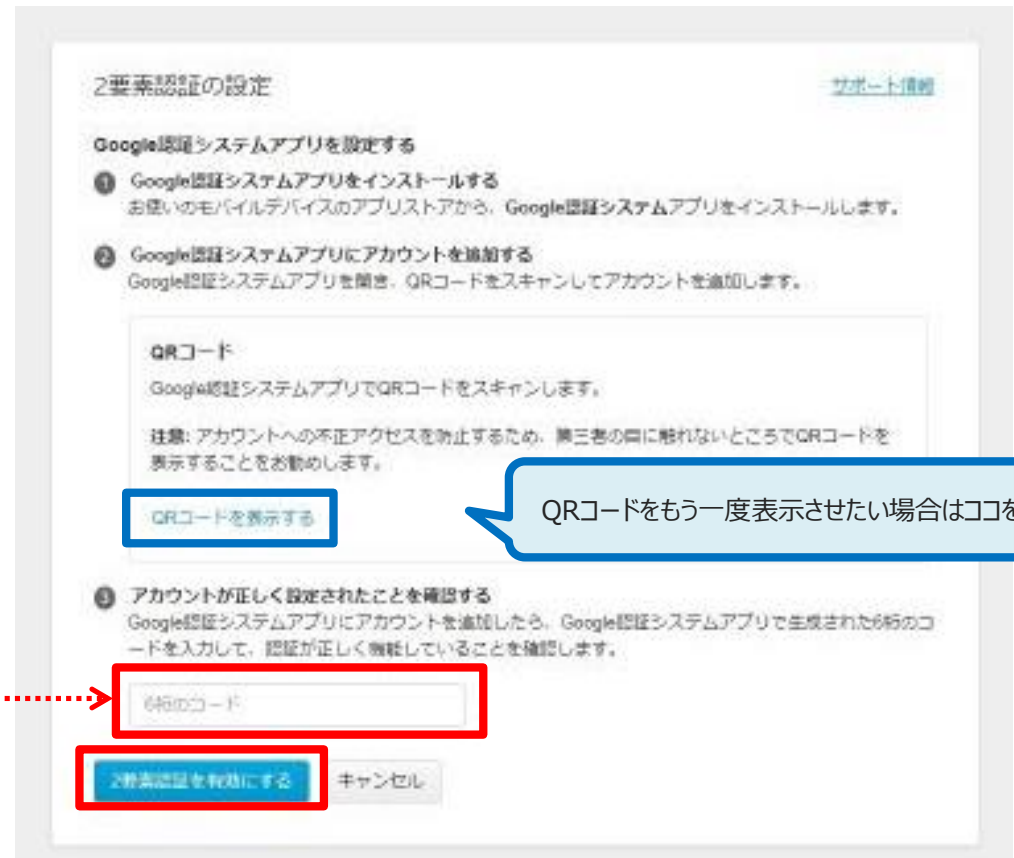 2要素認証の設定
サポート情報
Google認証システムアプリを設定する
1 Google認証システムアプリをインストールする
お使いのモバイルデバイスのアプリストアから、Google認証システムアプリをインストールします。
2 Google認証システムアプリにアカウントを追加する
Google認証システムアプリを開き、QRコードをスキャンしてアカウントを追加します。
QRコード
Google認証システムアプリでQRコードをスキャンします。
注意: アカウントへの不正アクセスを防止するため、第三者の目に触れないところでQRコードを
表示することをお勧めします。
QRコードを表示する
QRコードをもう一度表示させたい場合はココを
3 アカウントが正しく設定されたことを確認する
Google認証システムアプリにアカウントを追加したら、Google認証システムアプリで生成された6桁のコ
ードを入力して、認証が正しく機能していることを確認します。
6桁のコード
2要素認証を有効にする
キャンセル